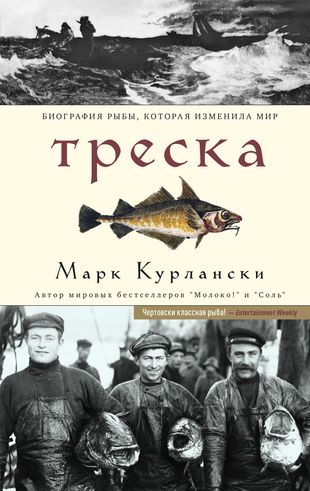 БИОГРАФИЯ РЫБЫ, КОТОРАЯ ИЗМЕНИЛА МИР
ТРЕСКА
МАРК КУРЛАНСКИ
Автор мировых бестселлеров "Молоко!" и "Соль"
Чертовски классная рыба! — Entertainment Weekly